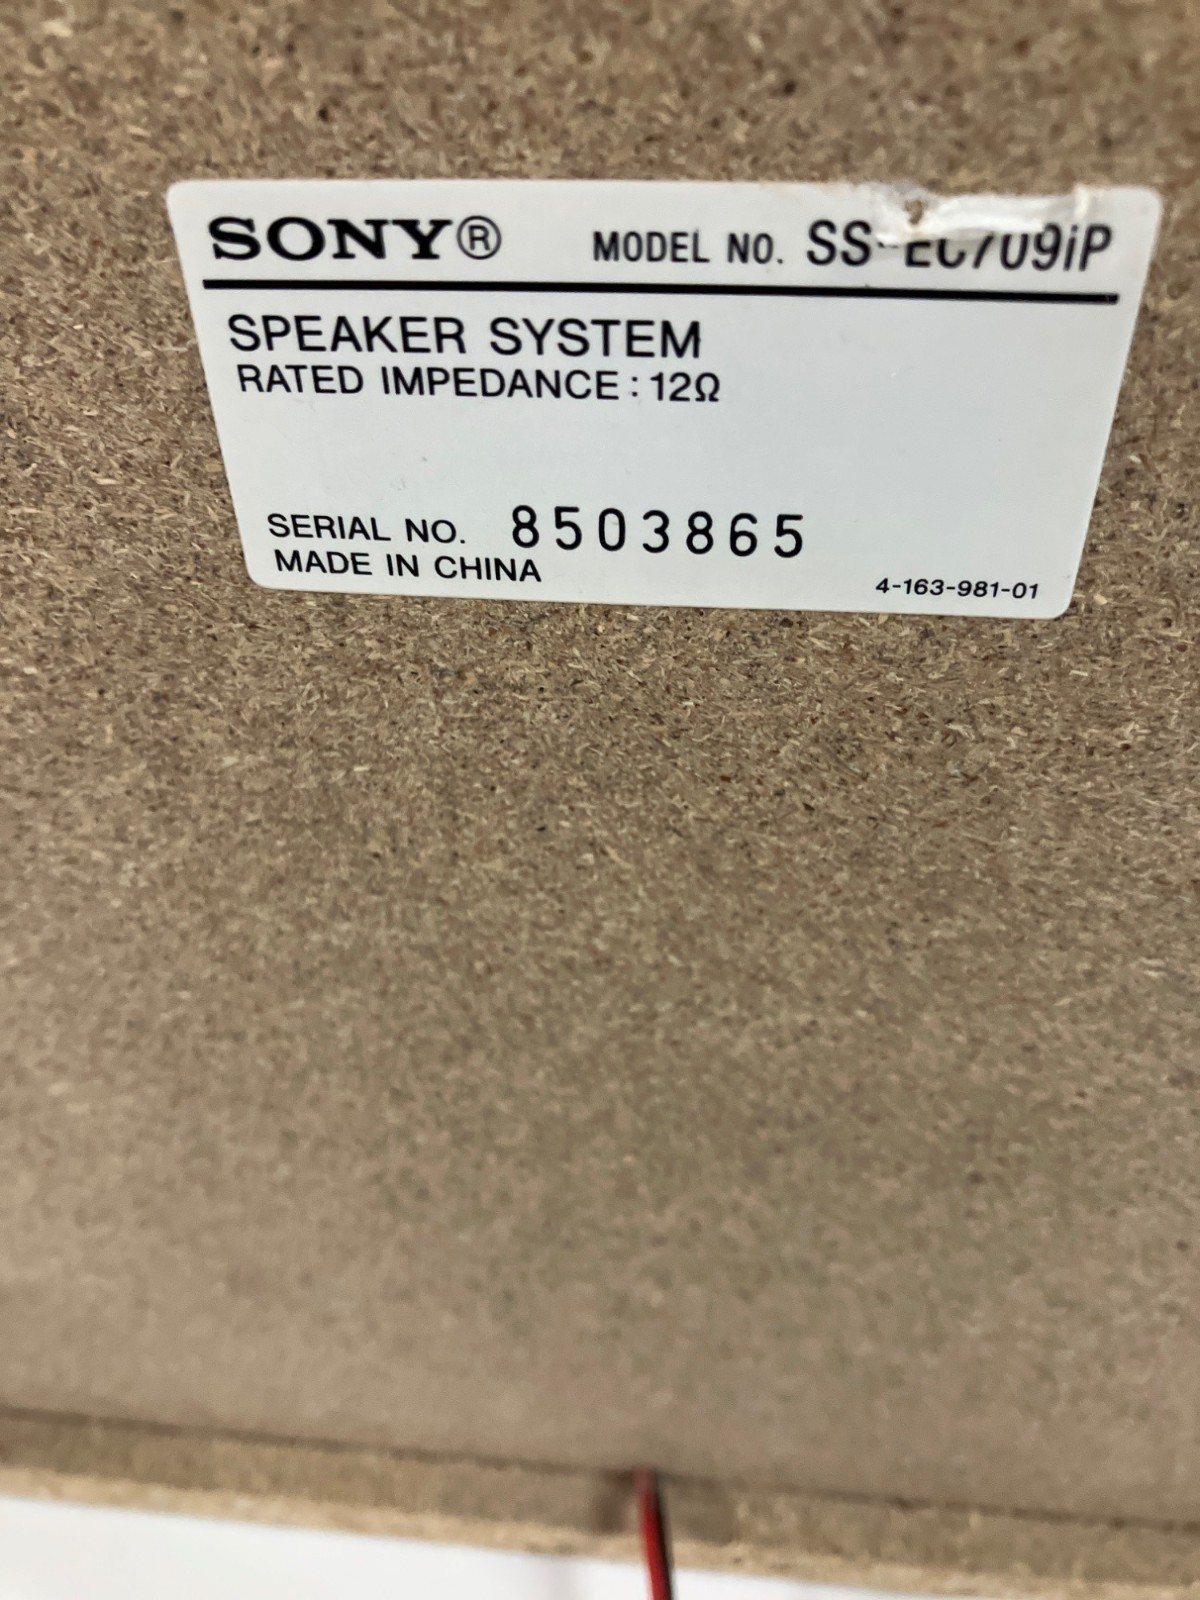 SONY® MODEL NO. SS-EC709iP
SPEAKER SYSTEM
RATED IMPEDANCE : 12Ω
SERIAL NO. 8503865
MADE IN CHINA
4-163-981-01